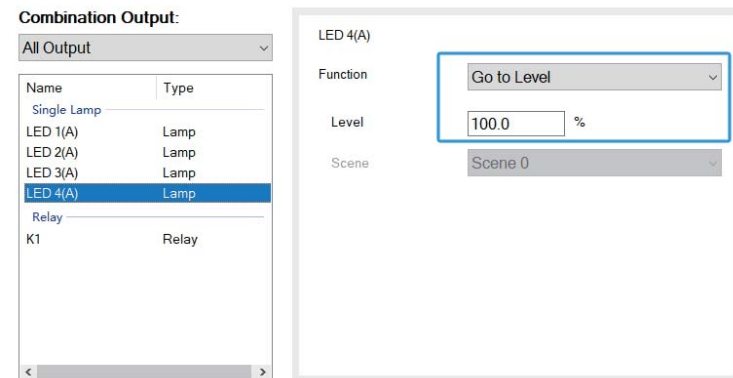 Combination Output:
All Output
Name Type
Single Lamp
LED 1(A) Lamp
LED 2(A) Lamp
LED 3(A) Lamp
LED 4(A) Lamp
Relay
K1 Relay
LED 4(A)
Function Go to Level
Level 100.0 %
Scene Scene 0